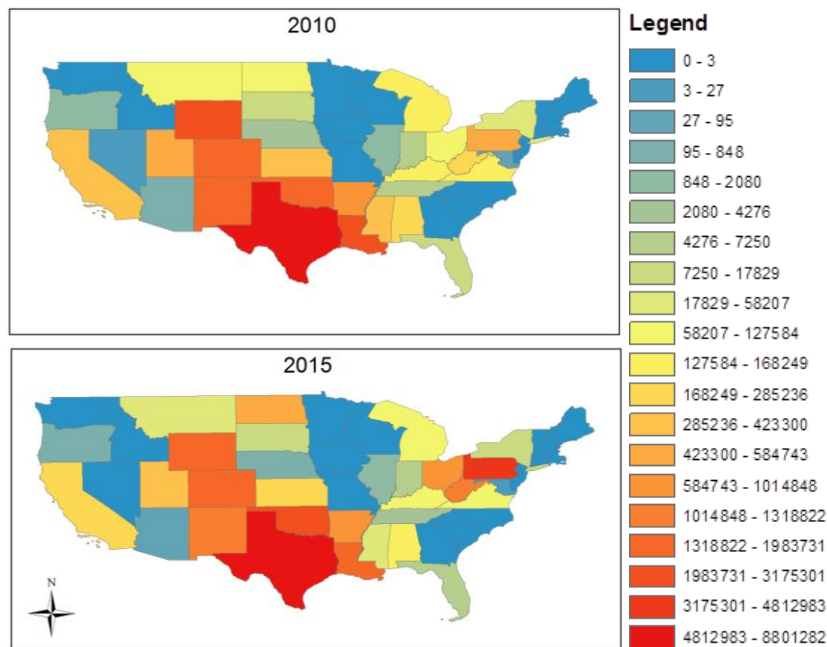 2010
2015
N
Legend
0 - 3
3 - 27
27 - 95
95 - 848
848 - 2080
2080 - 4276
4276 - 7250
7250 - 17829
17829 - 58207
58207 - 127584
127584 - 168249
168249 - 285236
285236 - 423300
423300 - 584743
584743 - 1014848
1014848 - 1318822
1318822 - 1983731
1983731 - 3175301
3175301 - 4812983
4812983 - 8801282